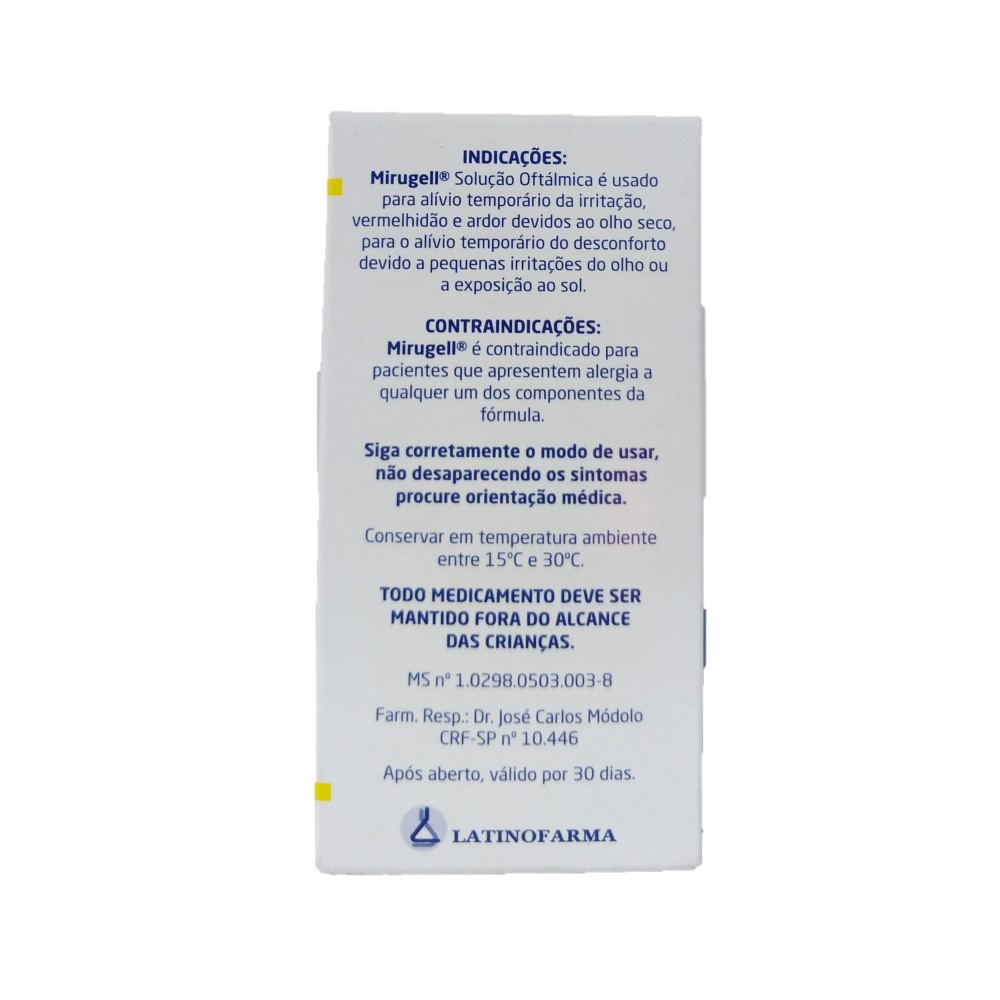 INDICAÇÕES:
Mirugell® Solução Oftálmica é usado
para alívio temporário da irritação,
vermelhidão e ardor devidos ao olho seco,
para o alívio temporário do desconforto
devido a pequenas irritações do olho ou
a exposição ao sol.
CONTRAINDICAÇÕES:
Mirugell® é contraindicado para
pacientes que apresentem alergia a
qualquer um dos componentes da
fórmula.
Siga corretamente o modo de usar,
não desaparecendo os sintomas
procure orientação médica.
Conservar em temperatura ambiente
entre 15ºC e 30ºC.
TODO MEDICAMENTO DEVE SER
MANTIDO FORA DO ALCANCE
DAS CRIANÇAS.
MS nº 1.0298.0503.003-8
Farm. Resp.: Dr. José Carlos Módolo
CRF-SP nº 10.446
Após aberto, válido por 30 dias.
LATINOFARMA